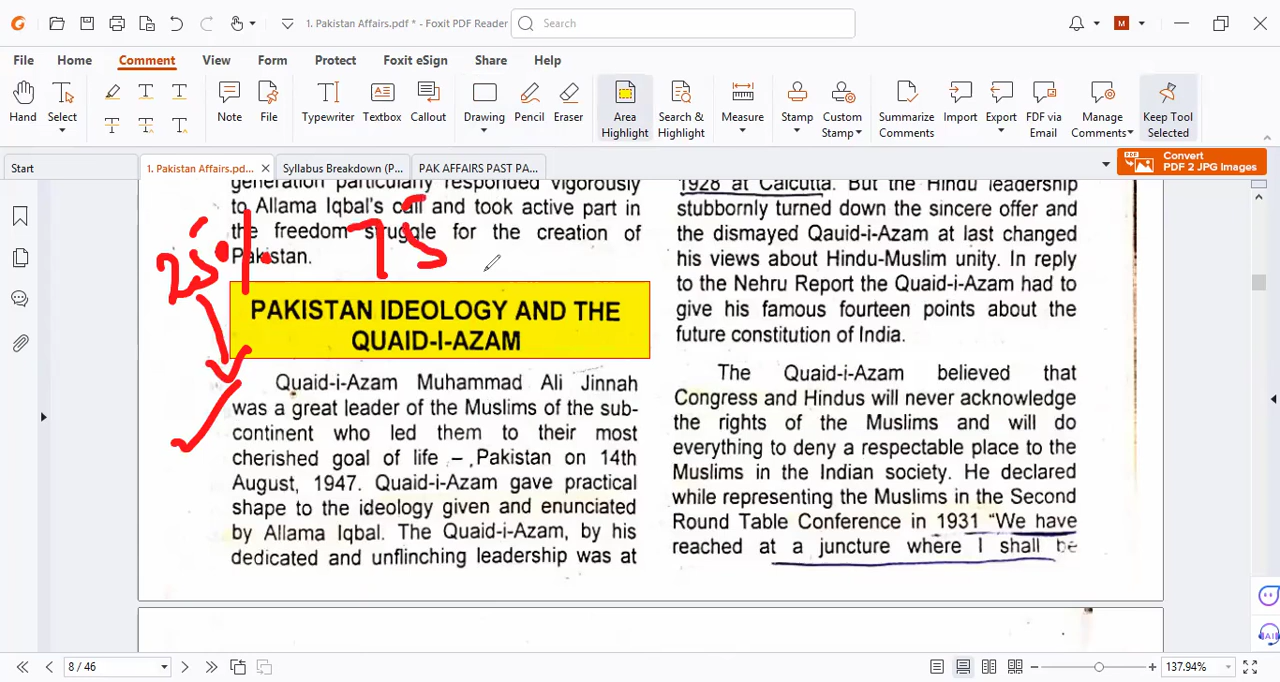 1. Pakistan Affairs.pdf * - Foxit PDF Reader
Search
M
File Home Comment View Form Protect Foxit eSign Share Help
Hand
Select
Note
File
Typewriter
Textbox
Callout
Drawing
Pencil
Eraser
Area
Highlight
Search &
Highlight
Measure
Stamp
Custom
Stamp
Summarize
Comments
Import
Export
FDF via
Email
Manage
Comments
Keep Tool
Selected
Start
1. Pakistan Affairs.pd...
Syllabus Breakdown (P...
PAK AFFAIRS PAST PA...
Convert
PDF 2 JPG Images
generation particularly responded vigorously
to Allama Iqbal's call and took active part in
the freedom struggle for the creation of
Pakistan.
25%
75
PAKISTAN IDEOLOGY AND THE
QUAID-I-AZAM
Quaid-i-Azam Muhammad Ali Jinnah
was a great leader of the Muslims of the sub-
continent who led them to their most
cherished goal of life –, Pakistan on 14th
August, 1947. Quaid-i-Azam gave practical
shape to the ideology given and enunciated
by Allama Iqbal. The Quaid-i-Azam, by his
dedicated and unflinching leadership was at
1928 at Calcutta. But the Hindu leadership
stubbornly turned down the sincere offer and
the dismayed Qauid-i-Azam at last changed
his views about Hindu-Muslim unity. In reply
to the Nehru Report the Quaid-i-Azam had to
give his famous fourteen points about the
future constitution of India.
The Quaid-i-Azam believed that
Congress and Hindus will never acknowledge
the rights of the Muslims and will do
everything to deny a respectable place to the
Muslims in the Indian society. He declared
while representing the Muslims in the Second
Round Table Conference in 1931 "We have
reached at a juncture where I shall be
8 / 46
137.94%
AI